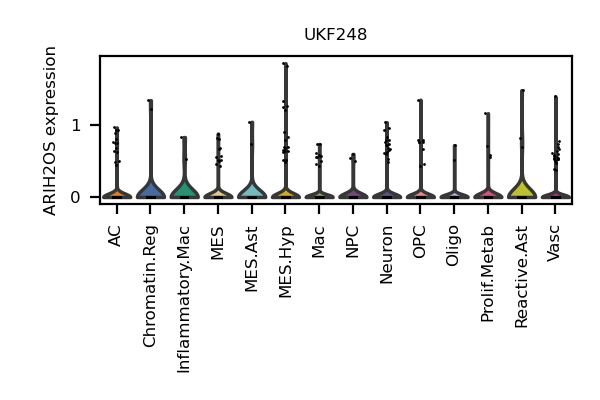 UKF248
ARIH2OS expression
1
0
AC
Chromatin.Reg
Inflammatory.Mac
MES
MES.Ast
MES.Hyp
Mac
NPC
Neuron
OPC
Oligo
Prolif.Metab
Reactive.Ast
Vasc